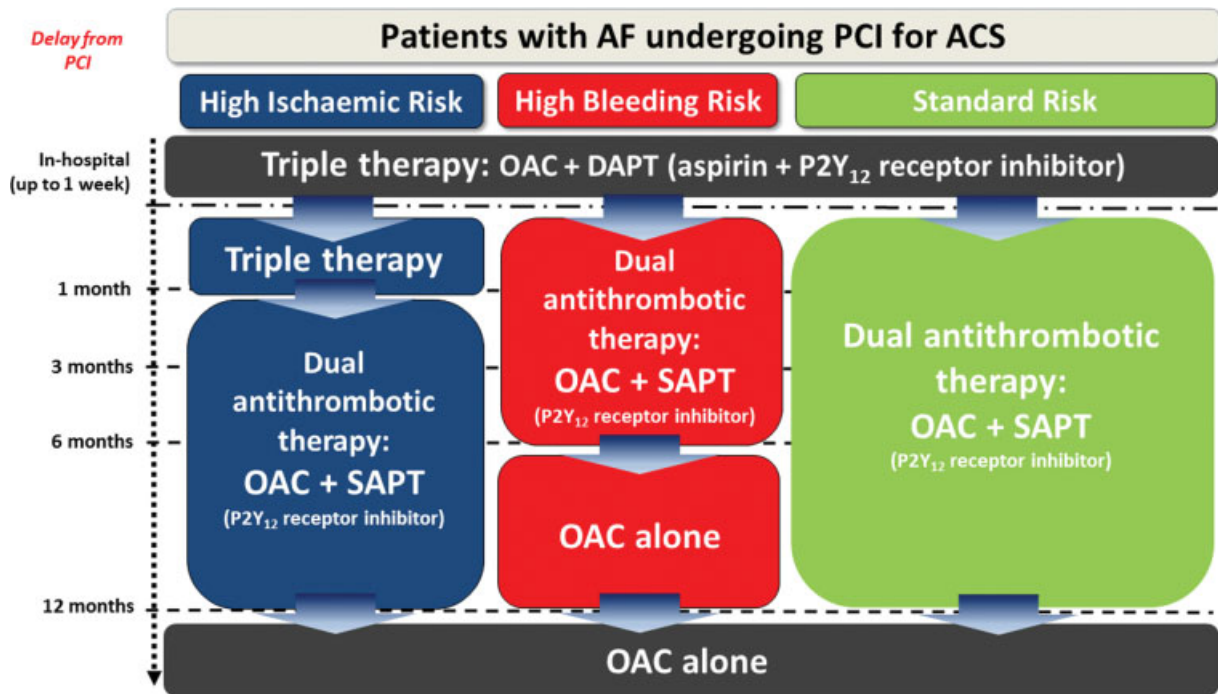 Delay from
PCI
Patients with AF undergoing PCI for ACS
High Ischaemic Risk
High Bleeding Risk
Standard Risk
In-hospital
(up to 1 week)
Triple therapy: OAC + DAPT (aspirin + P2Y₁₂ receptor inhibitor)
Triple therapy
1 month
Dual
antithrombotic
therapy:
OAC + SAPT
(P2Y₁₂ receptor inhibitor)
Dual
antithrombotic
therapy:
OAC + SAPT
(P2Y₁₂ receptor inhibitor)
Dual antithrombotic
therapy:
OAC + SAPT
(P2Y₁₂ receptor inhibitor)
3 months
6 months
OAC alone
12 months
OAC alone